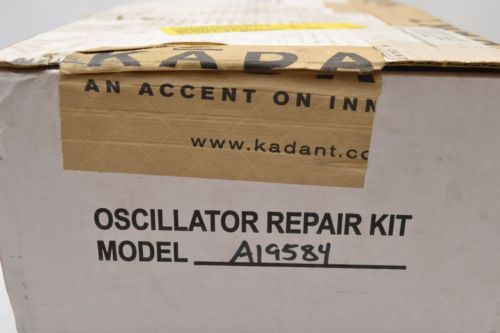 KADA
AN ACCENT ON INN
www.kadant.co
OSCILLATOR REPAIR KIT
MODEL A19584